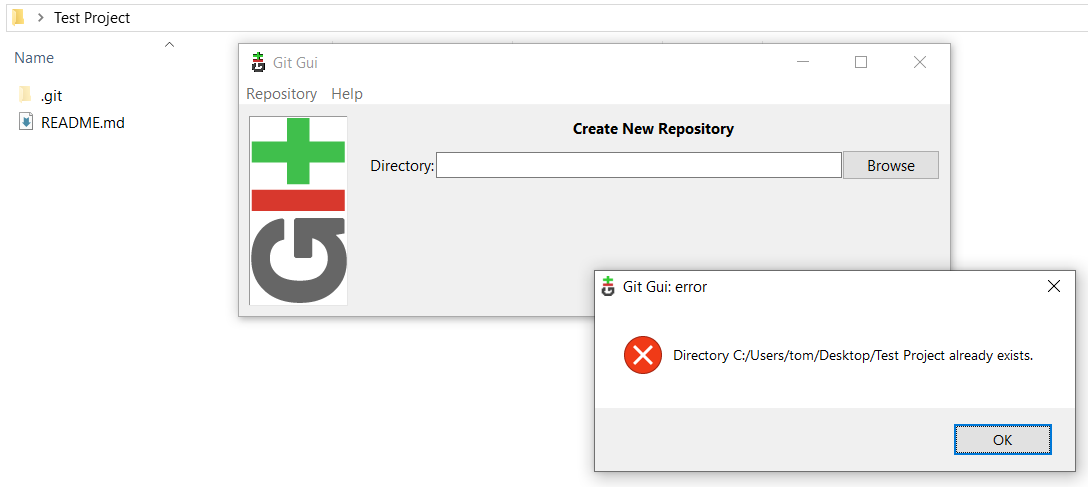 Test Project
Name
.git
README.md
Git Gui
Repository Help
Create New Repository
Directory:
Browse
GIT
Git Gui: error
Directory C:/Users/tom/Desktop/Test Project already exists.
OK